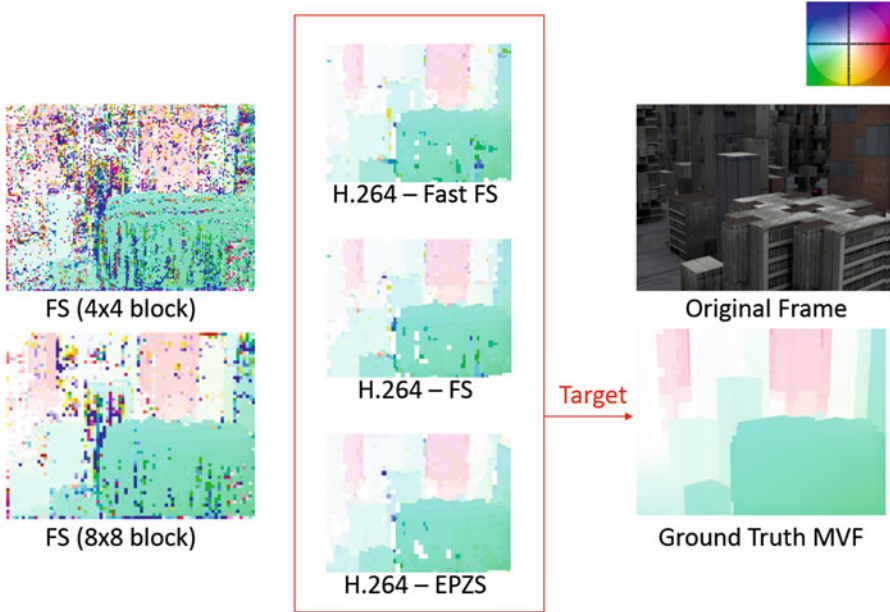 FS (4x4 block)
FS (8x8 block)
H.264 – Fast FS
H.264 – FS
H.264 – EPZS
Target
Original Frame
Ground Truth MVF